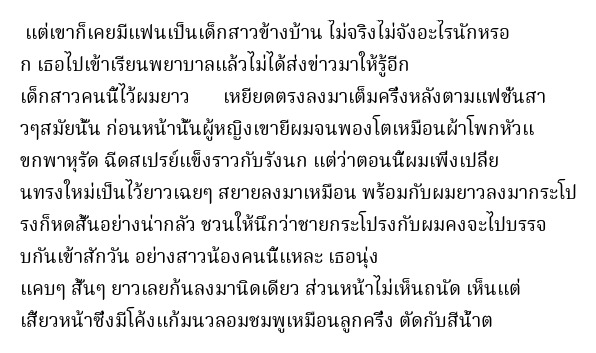 แต่เขาก็เคยมีแฟนเป็นเด็กสาวข้างบ้าน ไม่จริงไม่จังอะไรนักหรอ
ก เธอไปเข้าเรียนพยาบาลแล้วไม่ได้ส่งข่าวมาให้รู้อีก
เด็กสาวคนนี้ไว้ผมยาว เหยียดตรงลงมาเต็มครึ่งหลังตามแฟชั่นสา
วๆสมัยนั้น ก่อนหน้านั้นผู้หญิงเขายีผมจนพองโตเหมือนผ้าโพกหัวแ
ขกพาหุรัด ฉีดสเปรย์แข็งราวกับรังนก แต่ว่าตอนนี้ผมเพิ่งเปลี่ย
นทรงใหม่เป็นไว้ยาวเฉยๆ สยายลงมาเหมือน พร้อมกับผมยาวลงมากระโป
รงก็หดสั้นอย่างน่ากลัว ชวนให้นึกว่าชายกระโปรงกับผมคงจะไปบรรจ
บกันเข้าสักวัน อย่างสาวน้องคนนี้แหละ เธอนุ่ง
แคบๆ สั้นๆ ยาวเลยก้นลงมานิดเดียว ส่วนหน้าไม่เห็นถนัด เห็นแต่
เสี้ยวหน้าซึ่งมีโค้งแก้มนวลอมชมพูเหมือนลูกครึ่ง ตัดกับสีน้ำต